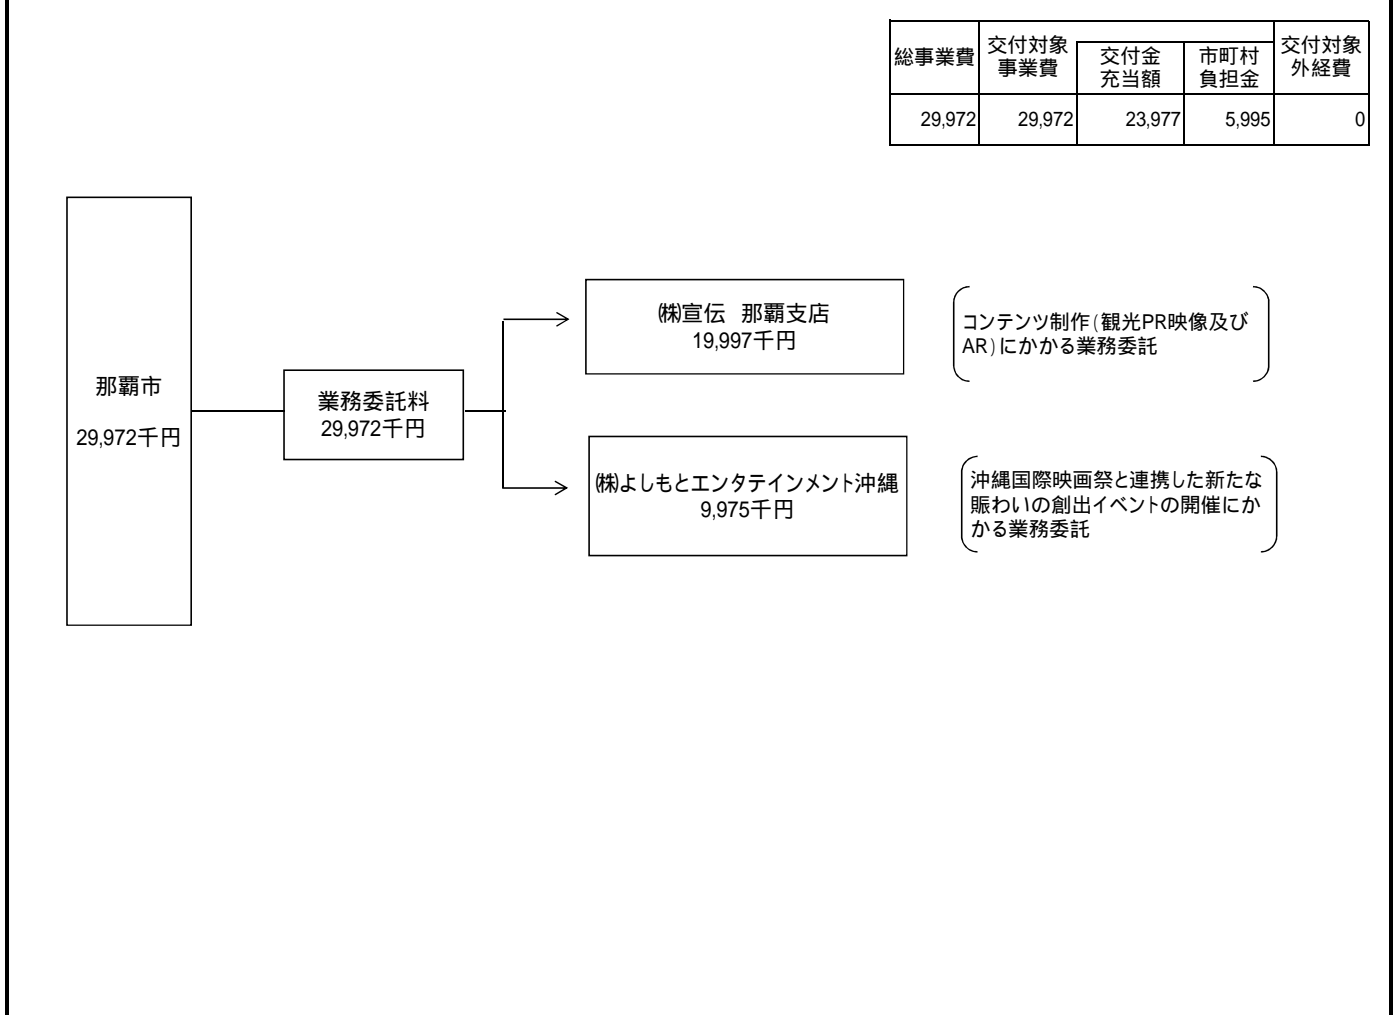 総事業費
交付対象
事業費
交付金
充当額
市町村
負担金
交付対象
外経費
29,972
29,972
23,977
5,995
0
那覇市
29,972千円
業務委託料
29,972千円
㈱宣伝 那覇支店
19,997千円
コンテンツ制作(観光PR映像及び
AR)にかかる業務委託
㈱よしもとエンタテインメント沖縄
9,975千円
沖縄国際映画祭と連携した新たな
賑わいの創出イベントの開催にか
かる業務委託